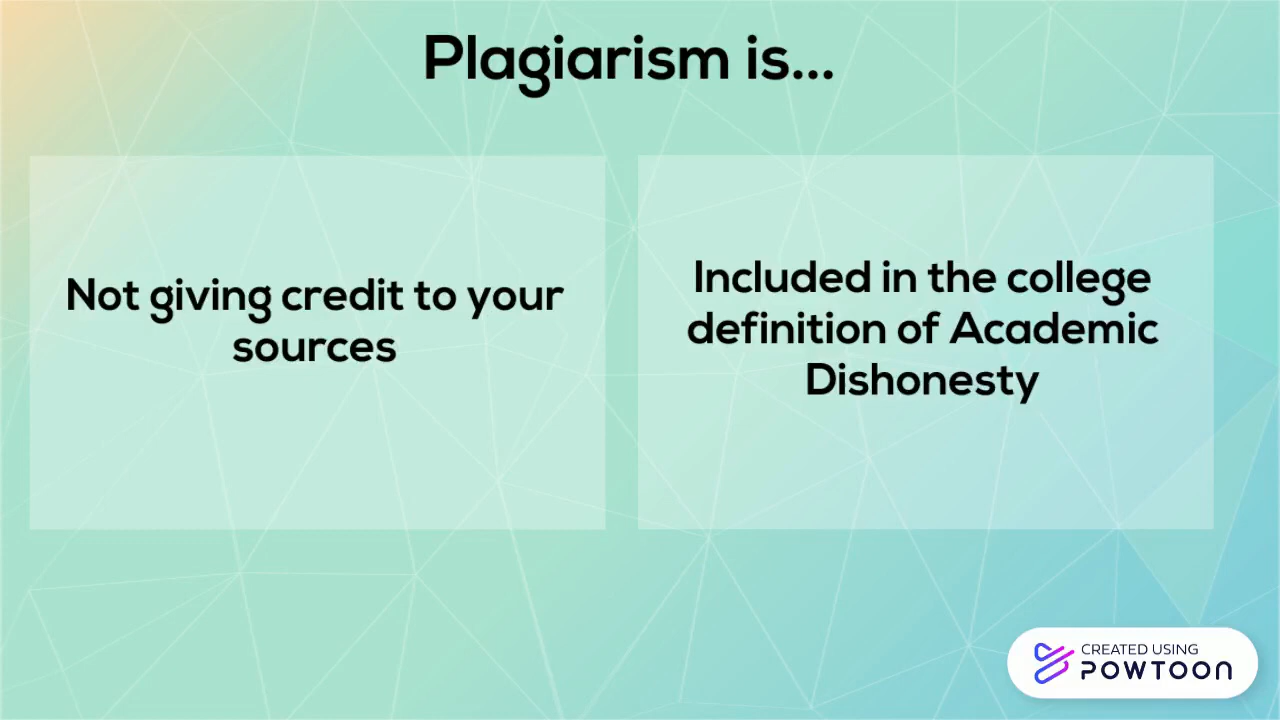 Plagiarism is...
Not giving credit to your
sources
Included in the college
definition of Academic
Dishonesty
CREATED USING
POWTOON